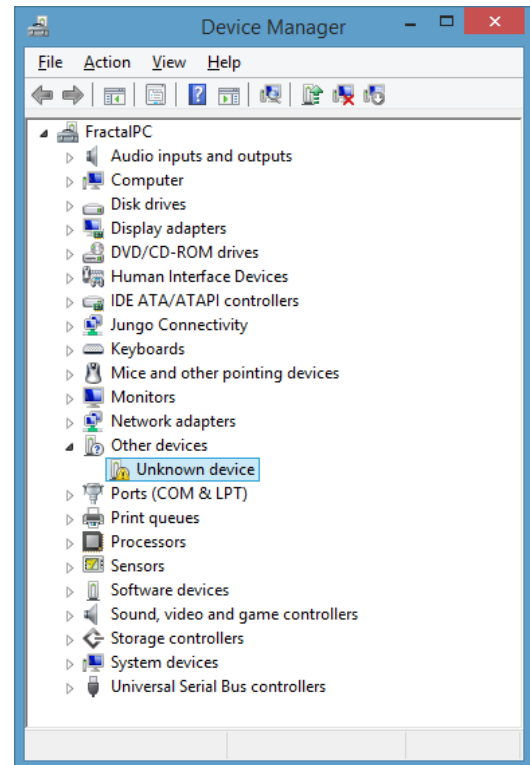 Device Manager
File Action View Help
FractalPC
Audio inputs and outputs
Computer
Disk drives
Display adapters
DVD/CD-ROM drives
Human Interface Devices
IDE ATA/ATAPI controllers
Jungo Connectivity
Keyboards
Mice and other pointing devices
Monitors
Network adapters
Other devices
Unknown device
Ports (COM & LPT)
Print queues
Processors
Sensors
Software devices
Sound, video and game controllers
Storage controllers
System devices
Universal Serial Bus controllers